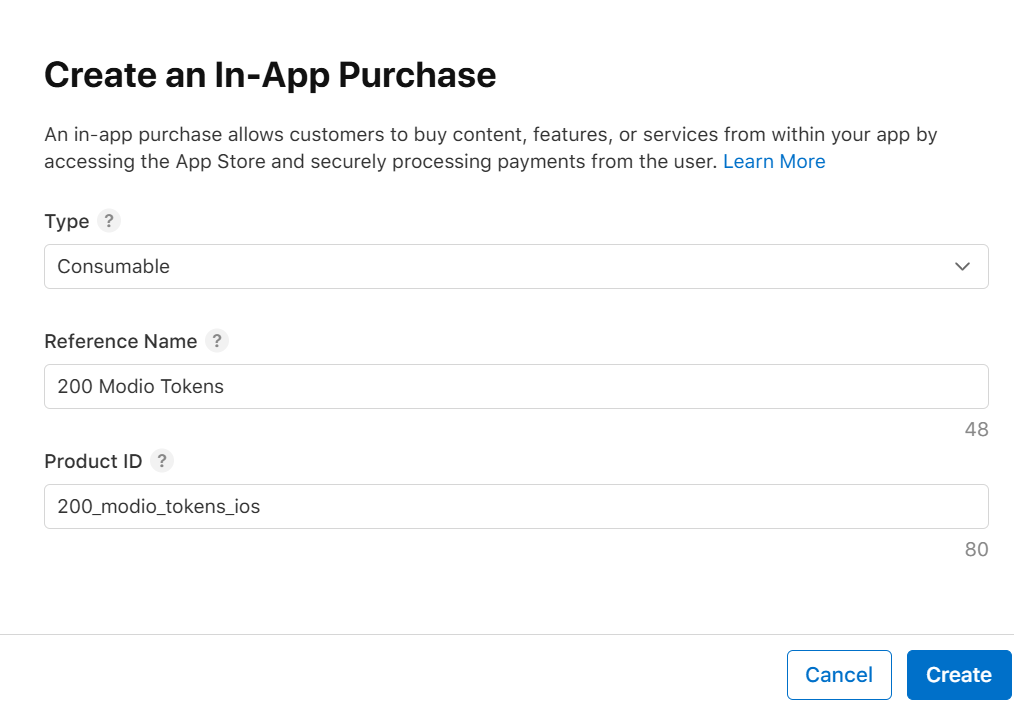 Create an In-App Purchase
An in-app purchase allows customers to buy content, features, or services from within your app by
accessing the App Store and securely processing payments from the user. Learn More
Type ?
Consumable
Reference Name ?
200 Modio Tokens
48
Product ID ?
200_modio_tokens_ios
80
Cancel Create